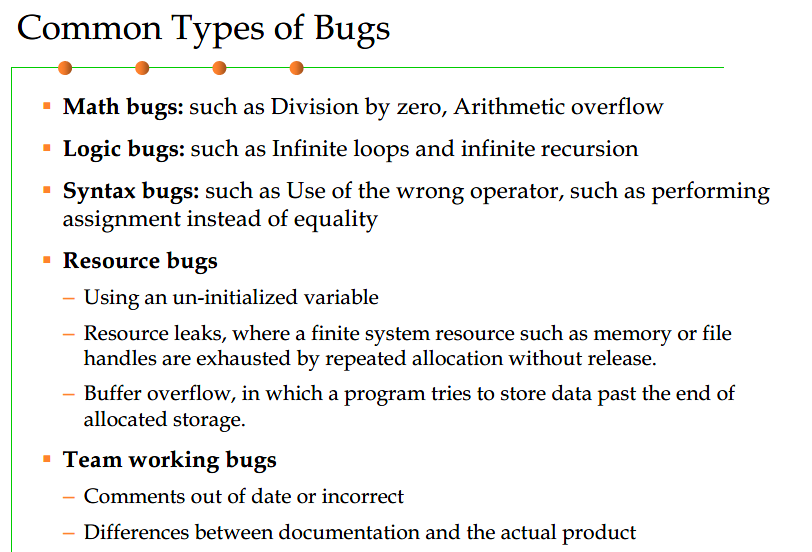 Common Types of Bugs
▪ Math bugs: such as Division by zero, Arithmetic overflow
▪ Logic bugs: such as Infinite loops and infinite recursion
▪ Syntax bugs: such as Use of the wrong operator, such as performing
assignment instead of equality
▪ Resource bugs
– Using an un-initialized variable
– Resource leaks, where a finite system resource such as memory or file
handles are exhausted by repeated allocation without release.
– Buffer overflow, in which a program tries to store data past the end of
allocated storage.
▪ Team working bugs
– Comments out of date or incorrect
– Differences between documentation and the actual product